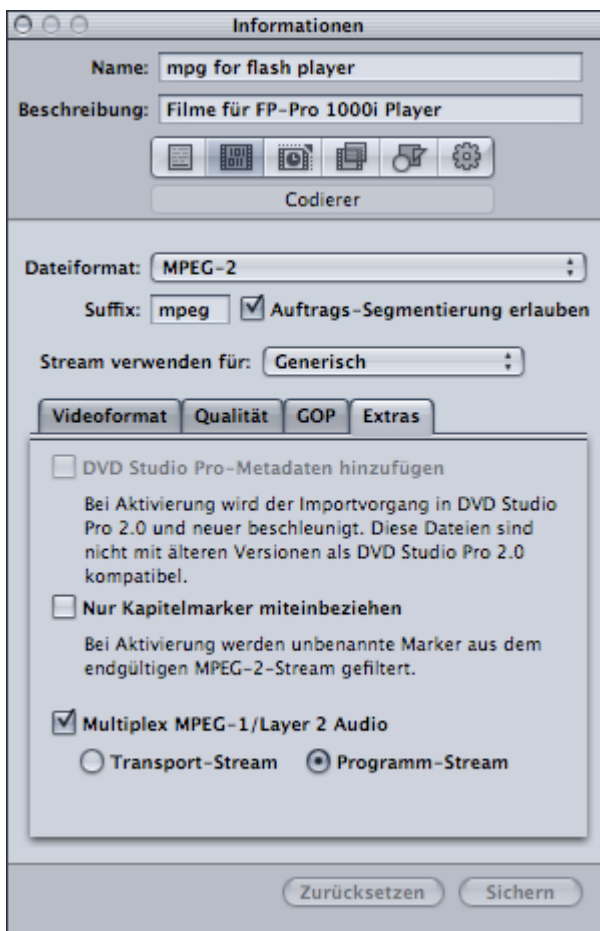 Informationen
Name: mpg for flash player
Beschreibung: Filme für FP-Pro 1000i Player
Codierer
Dateiformat: MPEG-2
Suffix: mpeg Auftrags-Segmentierung erlauben
Stream verwenden für: Generisch
Videoformat Qualität GOP Extras
DVD Studio Pro-Metadaten hinzufügen
Bei Aktivierung wird der Importvorgang in DVD Studio
Pro 2.0 und neuer beschleunigt. Diese Dateien sind
nicht mit älteren Versionen als DVD Studio Pro 2.0
kompatibel.
Nur Kapitelmarker miteinbeziehen
Bei Aktivierung werden unbenannte Marker aus dem
endgültigen MPEG-2-Stream gefiltert.
Multiplex MPEG-1/Layer 2 Audio
Transport-Stream Programm-Stream
Zurücksetzen Sichern